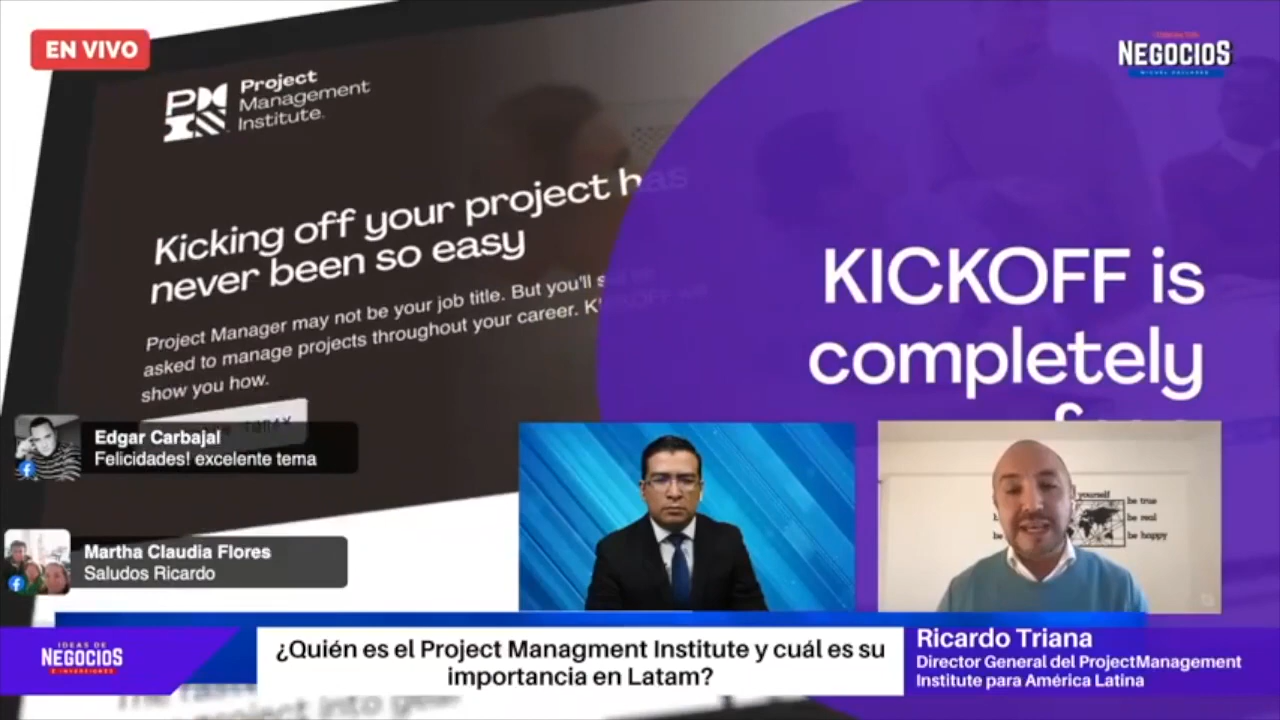 EN VIVO
NEGOCIOS
Project
Management
Institute.
Kicking off your project has
never been so easy
Project Manager may not be your job title. But you'll
asked to manage projects throughout your career.
show you how.
KICKOFF is
completely
Edgar Carbajal
Felicidades! excelente tema
Martha Claudia Flores
Saludos Ricardo
yourself
be true
be real
be happy
IDEAS DE
NEGOCIOS
E INVERSIONES
¿Quién es el Project Managment Institute y cuál es su
importancia en Latam?
Ricardo Triana
Director General del ProjectManagement
Institute para América Latina